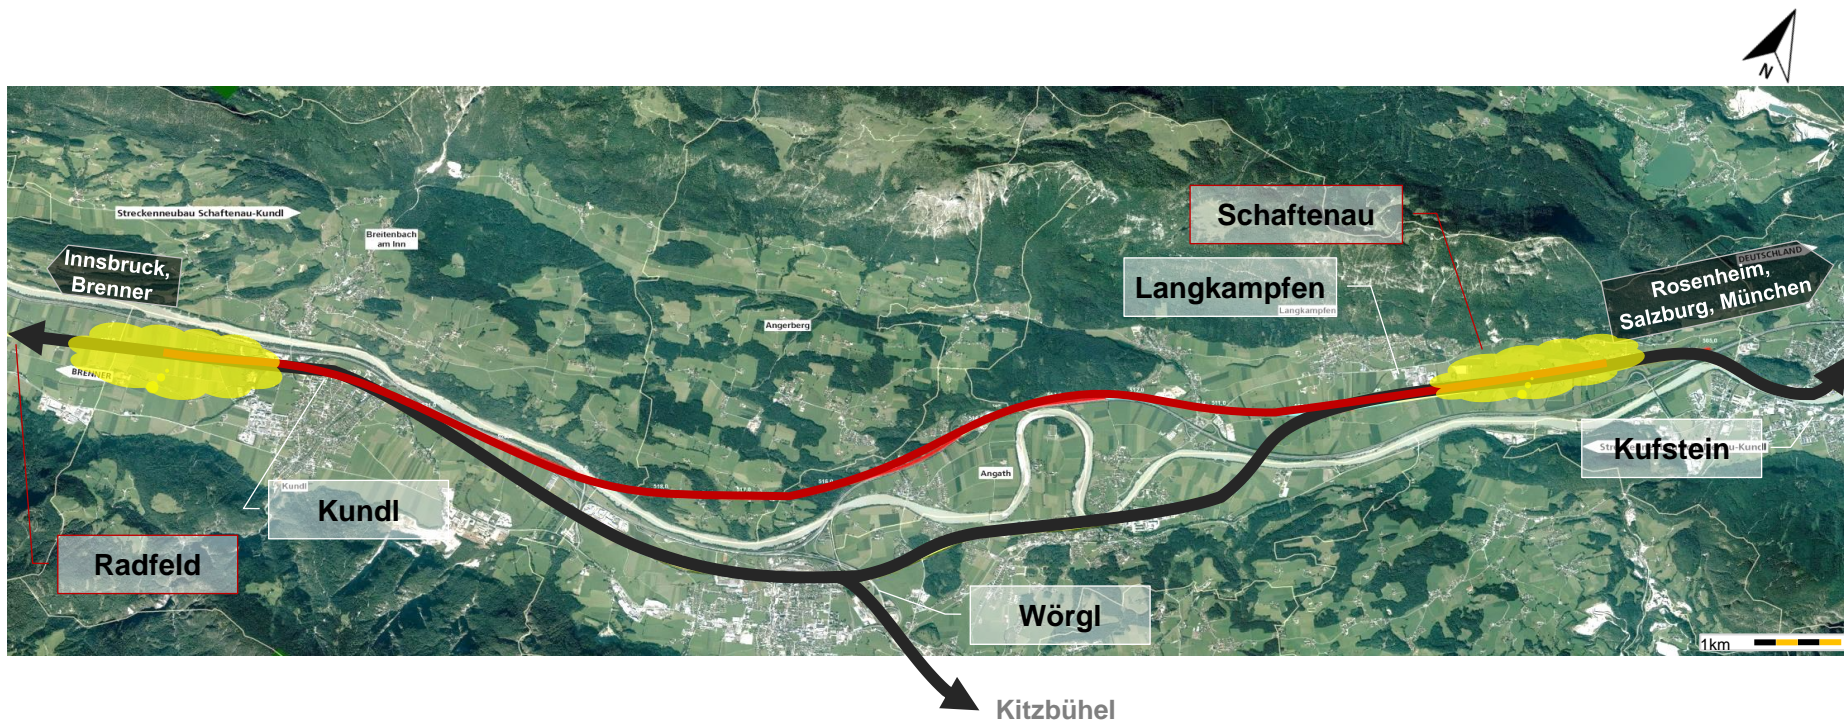 N
Schaftenau
Streckenneubau Schaftenau-Kundl
Breitenbach
am Inn
DEUTSCHLAND
Innsbruck,
Brenner
Rosenheim,
Salzburg, München
Langkampfen
Langkampfen
Angerberg
BRENNER
Kufstein
Angath
Kundl
Kundl
Radfeld
Wörgl
1km
Kitzbühel